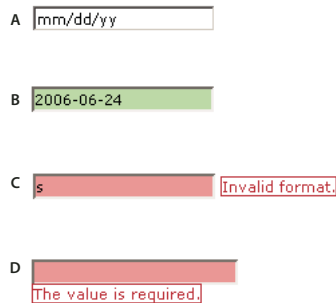 A mm/dd/yy
B 2006-06-24
C s Invalid format.
D
The value is required.